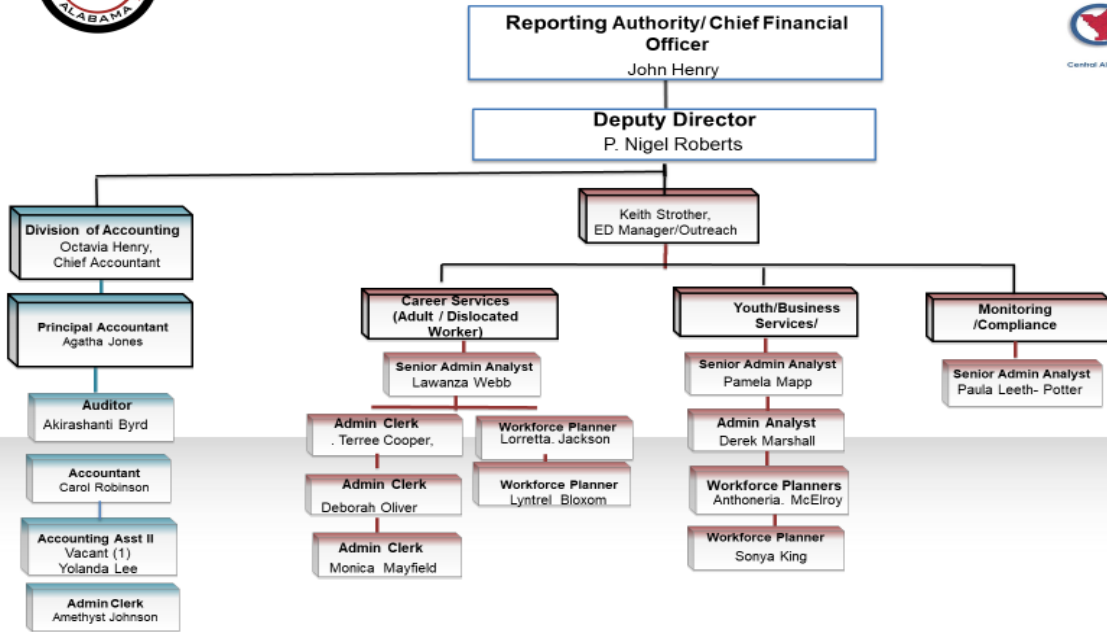 ALABAMA
Reporting Authority/ Chief Financial
Officer
John Henry
Central Al
Deputy Director
P. Nigel Roberts
Division of Accounting
Octavia Henry,
Chief Accountant
Keith Strother,
ED Manager/Outreach
Principal Accountant
Agatha Jones
Auditor
Akirashanti Byrd
Accountant
Carol Robinson
Accounting Asst II
Vacant (1)
Yolanda Lee
Admin Clerk
Amethyst Johnson
Career Services
(Adult / Dislocated
Worker)
Senior Admin Analyst
Lawanza Webb
Admin Clerk
. Terree Cooper,
Admin Clerk
Deborah Oliver
Admin Clerk
Monica Mayfield
Workforce Planner
Lorretta. Jackson
Workforce Planner
Lyntrel Bloxom
Youth/Business
Services/
Senior Admin Analyst
Pamela Mapp
Admin Analyst
Derek Marshall
Workforce Planners
Anthoneria. McElroy
Workforce Planner
Sonya King
Monitoring
/Compliance
Senior Admin Analyst
Paula Leeth- Potter